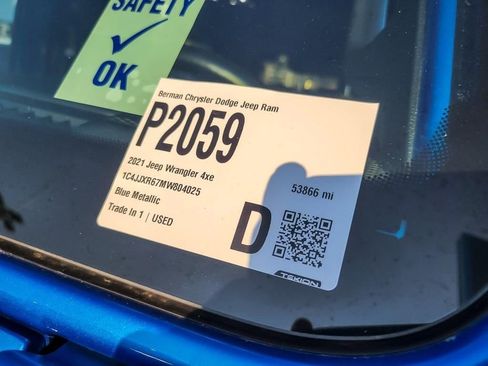 SAFETY
OK
Berman Chrysler Dodge Jeep Ram
P2059
2021 Jeep Wrangler 4xe
1C4JJXR67MW804025
53866 mi
Blue Metallic
Trade In 1 | USED
D
TEKION